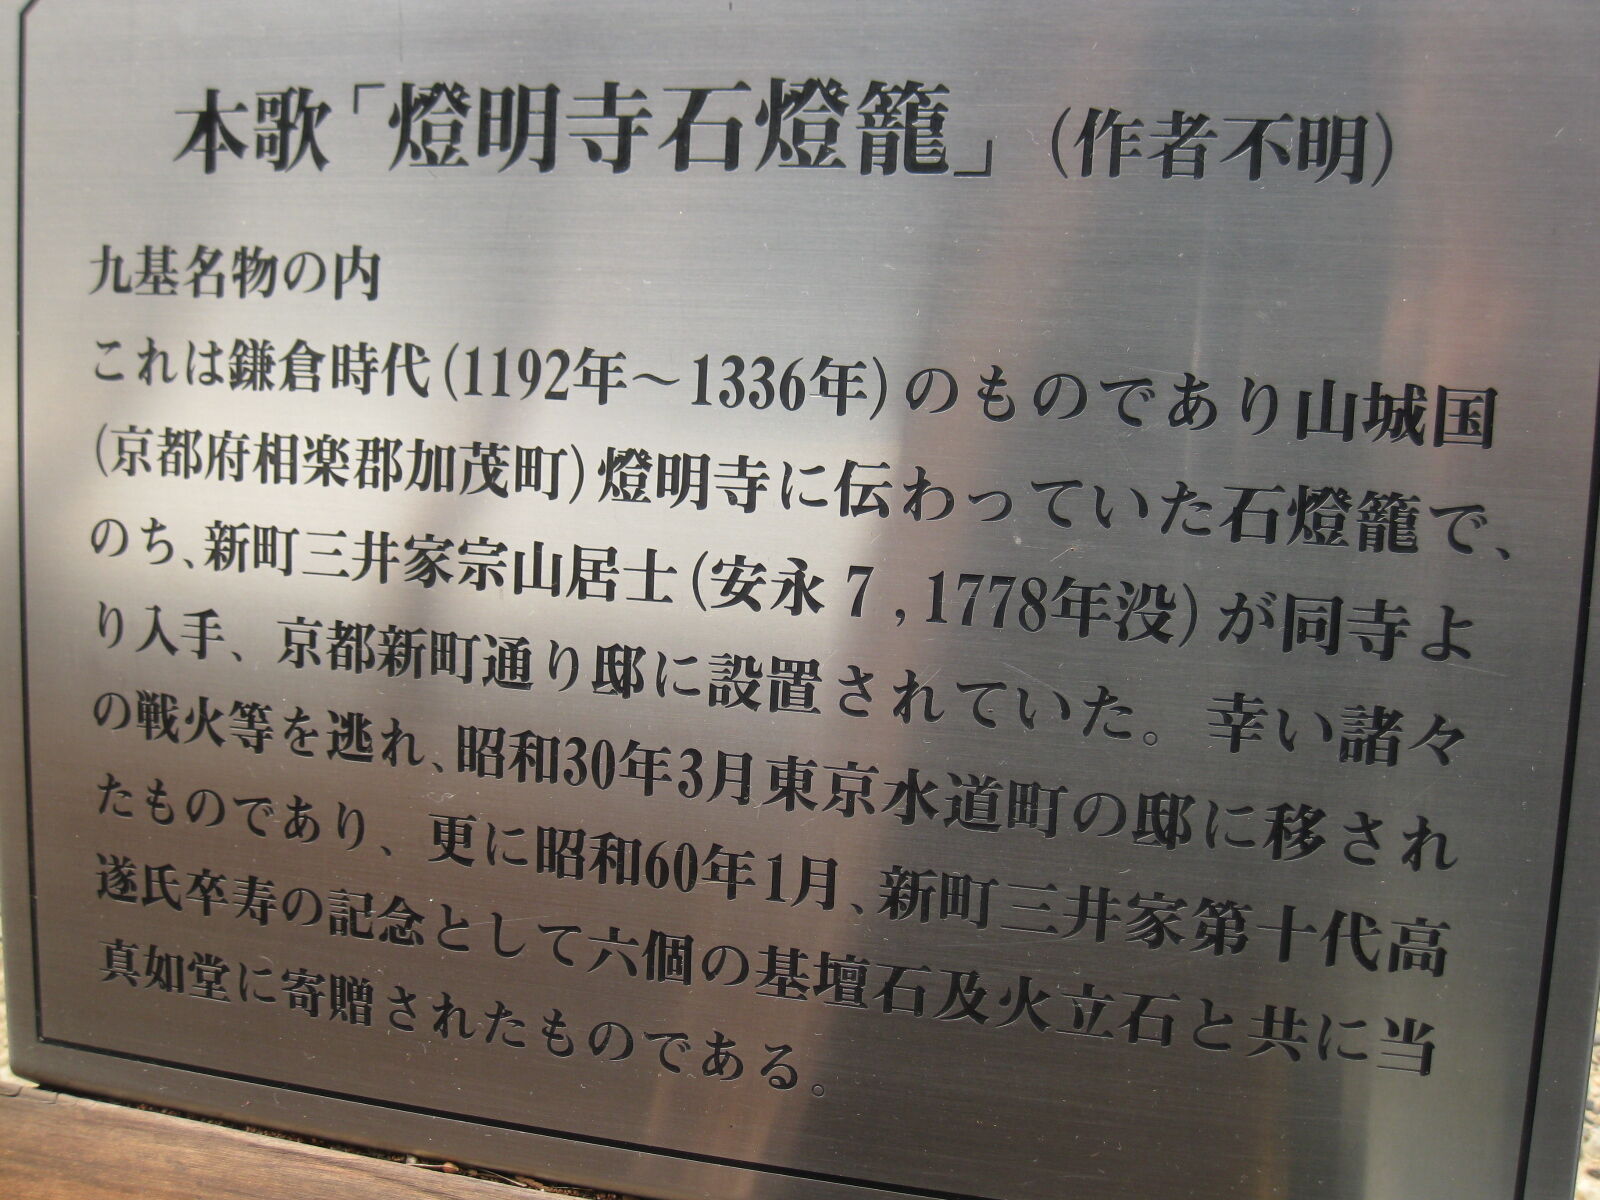 本歌「燈明寺石燈籠」(作者不明)
九基名物の内
これは鎌倉時代(1192年～1336年)のものであり山城国
(京都府相楽郡加茂町)燈明寺に伝わっていた石燈籠で、
のち、新町三井家宗山居士(安永7,1778年没)が同寺よ
り入手、京都新町通り邸に設置されていた。幸い諸々
の戦火等を逃れ、昭和30年3月東京水道町の邸に移され
たものであり、更に昭和60年1月、新町三井家第十代高
遂氏卒寿の記念として六個の基壇石及火立石と共に当
真如堂に寄贈されたものである。